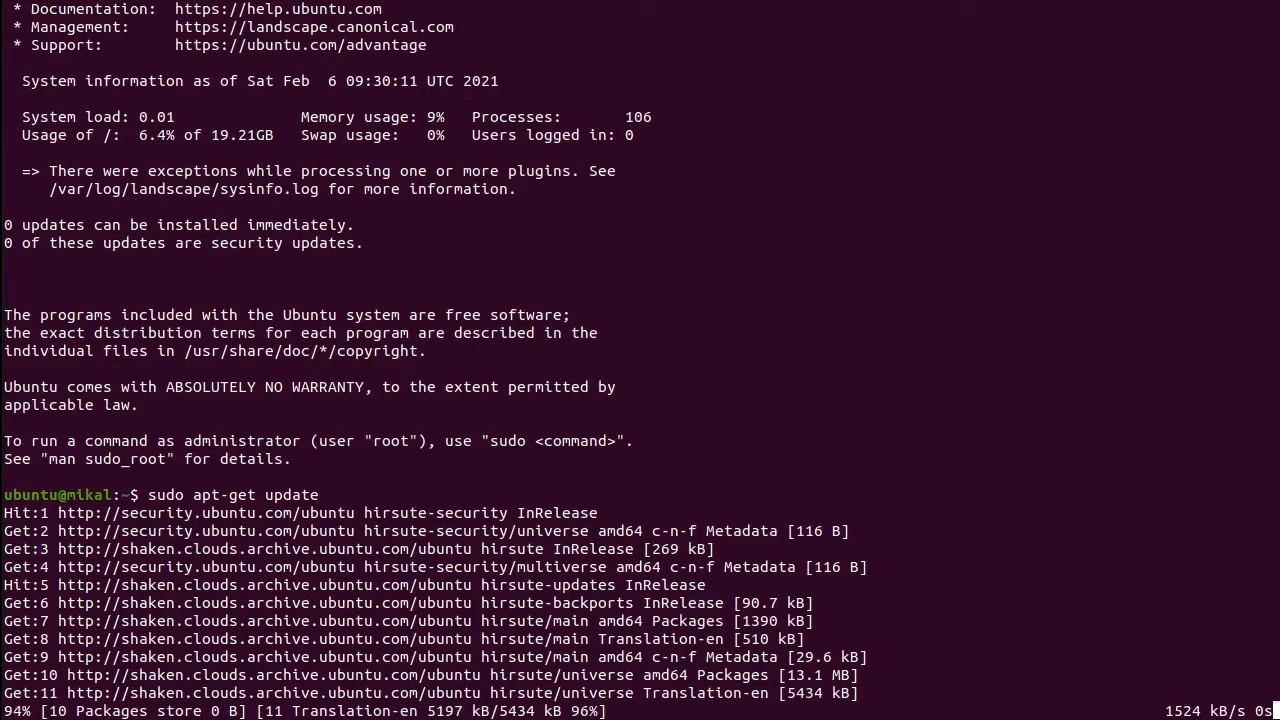 * Documentation:  https://help.ubuntu.com
 * Management:     https://landscape.canonical.com
 * Support:        https://ubuntu.com/advantage
  System information as of Sat Feb  6 09:30:11 UTC 2021
  System load: 0.01              Memory usage: 9%   Processes:       106
  Usage of /:  6.4% of 19.21GB   Swap usage:   0%   Users logged in: 0
  => There were exceptions while processing one or more plugins. See
     /var/log/landscape/sysinfo.log for more information.
0 updates can be installed immediately.
0 of these updates are security updates.
The programs included with the Ubuntu system are free software;
the exact distribution terms for each program are described in the
individual files in /usr/share/doc/*/copyright.
Ubuntu comes with ABSOLUTELY NO WARRANTY, to the extent permitted by
applicable law.
To run a command as administrator (user "root"), use "sudo <command>".
See "man sudo_root" for details.
ubuntu@mikal:~$ sudo apt-get update
Hit:1 http://security.ubuntu.com/ubuntu hirsute-security InRelease
Get:2 http://security.ubuntu.com/ubuntu hirsute-security/universe amd64 c-n-f Metadata [116 B]
Get:3 http://shaken.clouds.archive.ubuntu.com/ubuntu hirsute InRelease [269 kB]
Get:4 http://security.ubuntu.com/ubuntu hirsute-security/multiverse amd64 c-n-f Metadata [116 B]
Hit:5 http://shaken.clouds.archive.ubuntu.com/ubuntu hirsute-updates InRelease
Get:6 http://shaken.clouds.archive.ubuntu.com/ubuntu hirsute-backports InRelease [90.7 kB]
Get:7 http://shaken.clouds.archive.ubuntu.com/ubuntu hirsute/main amd64 Packages [1390 kB]
Get:8 http://shaken.clouds.archive.ubuntu.com/ubuntu hirsute/main Translation-en [510 kB]
Get:9 http://shaken.clouds.archive.ubuntu.com/ubuntu hirsute/main amd64 c-n-f Metadata [29.6 kB]
Get:10 http://shaken.clouds.archive.ubuntu.com/ubuntu hirsute/universe amd64 Packages [13.1 MB]
Get:11 http://shaken.clouds.archive.ubuntu.com/ubuntu hirsute/universe Translation-en [5434 kB]
94% [10 Packages store 0 B] [11 Translation-en 5197 kB/5434 kB 96%]                                                              1524 kB/s 0s